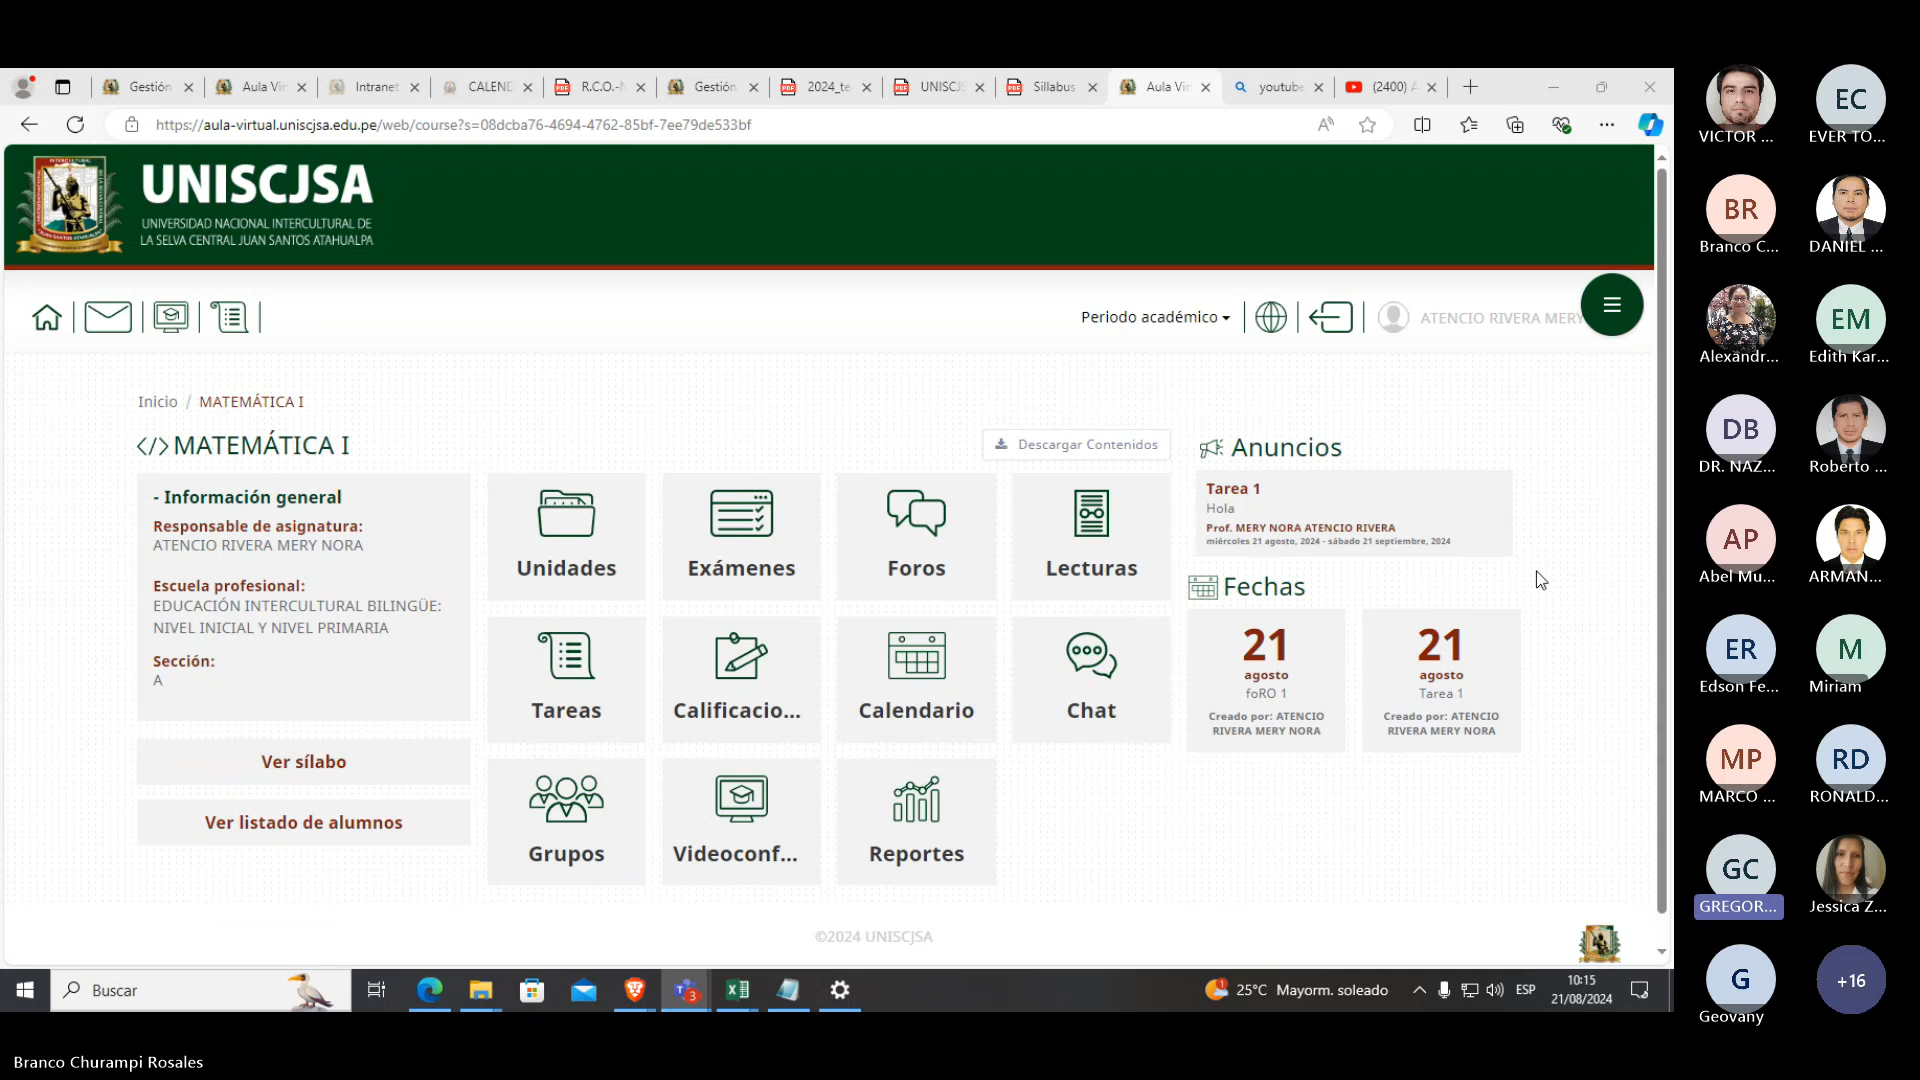 Gestión
Aula Vir
Intranet
CALEND
R.C.O.-N
Gestión
2024_te
UNISCJS
Sillabus
Aula Vir
youtube
(2400) A
https://aula-virtual.uniscjsa.edu.pe/web/course?s=08dcba76-4694-4762-85bf-7ee79de533bf
UNISCJSA
UNIVERSIDAD NACIONAL INTERCULTURAL DE
LA SELVA CENTRAL JUAN SANTOS ATAHUALPA
Periodo académico
ATENCIO RIVERA MERY
Inicio / MATEMÁTICA I
</> MATEMÁTICA I
Descargar Contenidos
- Información general
Responsable de asignatura:
ATENCIO RIVERA MERY NORA
Escuela profesional:
EDUCACIÓN INTERCULTURAL BILINGÜE:
NIVEL INICIAL Y NIVEL PRIMARIA
Sección:
A
Ver sílabo
Ver listado de alumnos
Unidades
Exámenes
Foros
Lecturas
Tareas
Calificacio...
Calendario
Chat
Grupos
Videoconf...
Reportes
Anuncios
Tarea 1
Hola
Prof. MERY NORA ATENCIO RIVERA
miércoles 21 agosto, 2024 - sábado 21 septiembre, 2024
Fechas
21
agosto
foRO 1
Creado por: ATENCIO
RIVERA MERY NORA
21
agosto
Tarea 1
Creado por: ATENCIO
RIVERA MERY NORA
©2024 UNISCJSA
Buscar
3
1
25°C Mayorm. soleado
ESP
10:15
21/08/2024
VICTOR ...
EC
EVER TO...
BR
Branco C...
DANIEL ...
Alexandr...
EM
Edith Kar...
DB
DR. NAZ...
Roberto ...
AP
Abel Mu...
ARMAN...
ER
Edson Fe...
M
Miriam
MP
MARCO ...
RD
RONALD...
GC
GREGOR...
Jessica Z...
G
Geovany
+16
Branco Churampi Rosales